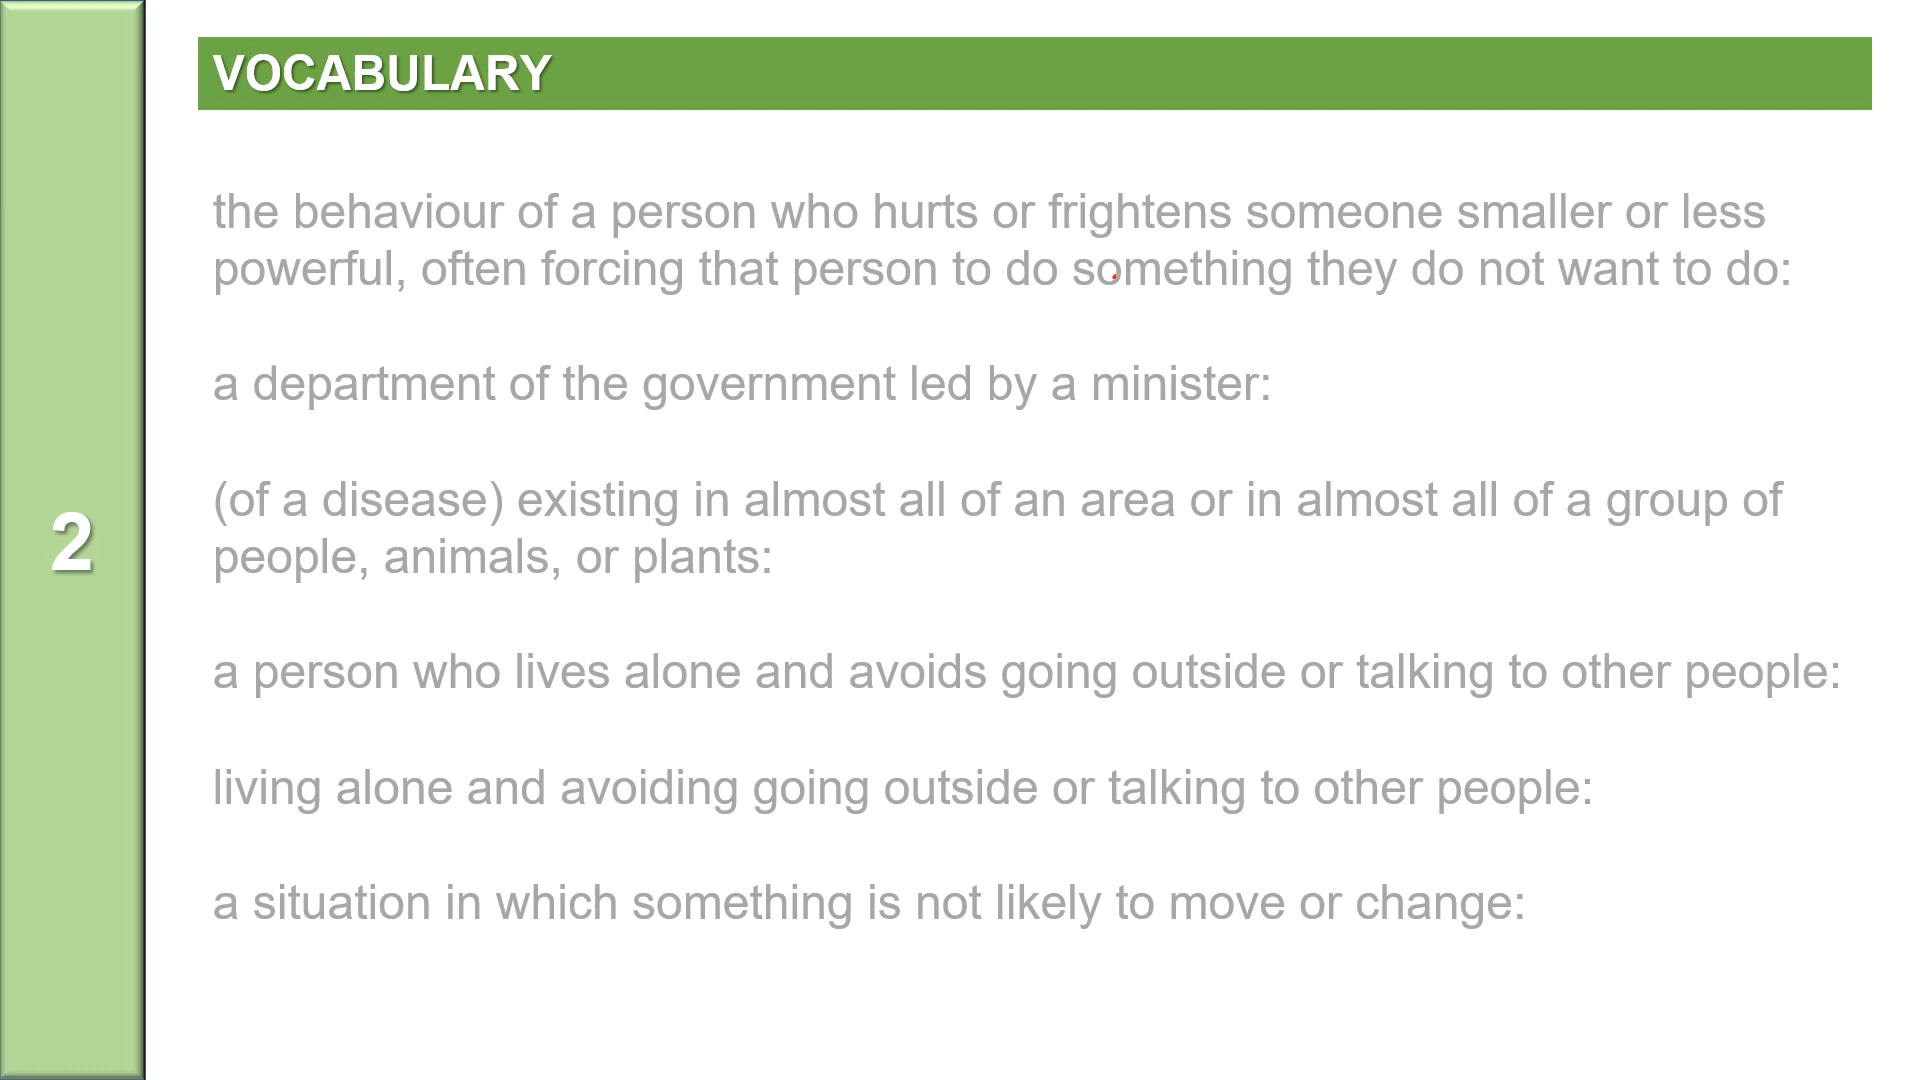 VOCABULARY
the behaviour of a person who hurts or frightens someone smaller or less
powerful, often forcing that person to do something they do not want to do:
a department of the government led by a minister:
(of a disease) existing in almost all of an area or in almost all of a group of
people, animals, or plants:
a person who lives alone and avoids going outside or talking to other people:
living alone and avoiding going outside or talking to other people:
a situation in which something is not likely to move or change:
2